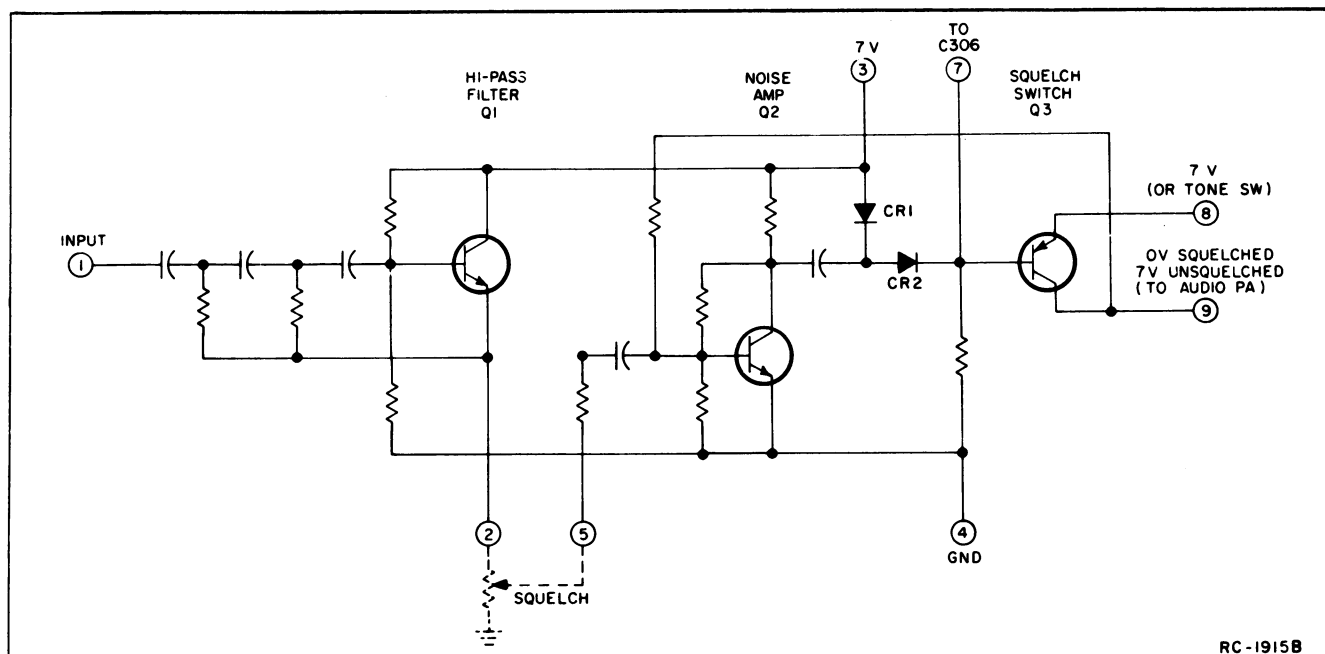 HI-PASS
FILTER
Q1
NOISE
AMP
Q2
7 V
3
TO
C306
7
SQUELCH
SWITCH
Q3
7 V
(OR TONE SW)
8
CR1
INPUT
1
CR2
0V SQUELCHED
7V UNSQUELCHED
(TO AUDIO PA)
9
2
5
4
GND
SQUELCH
RC-1915B